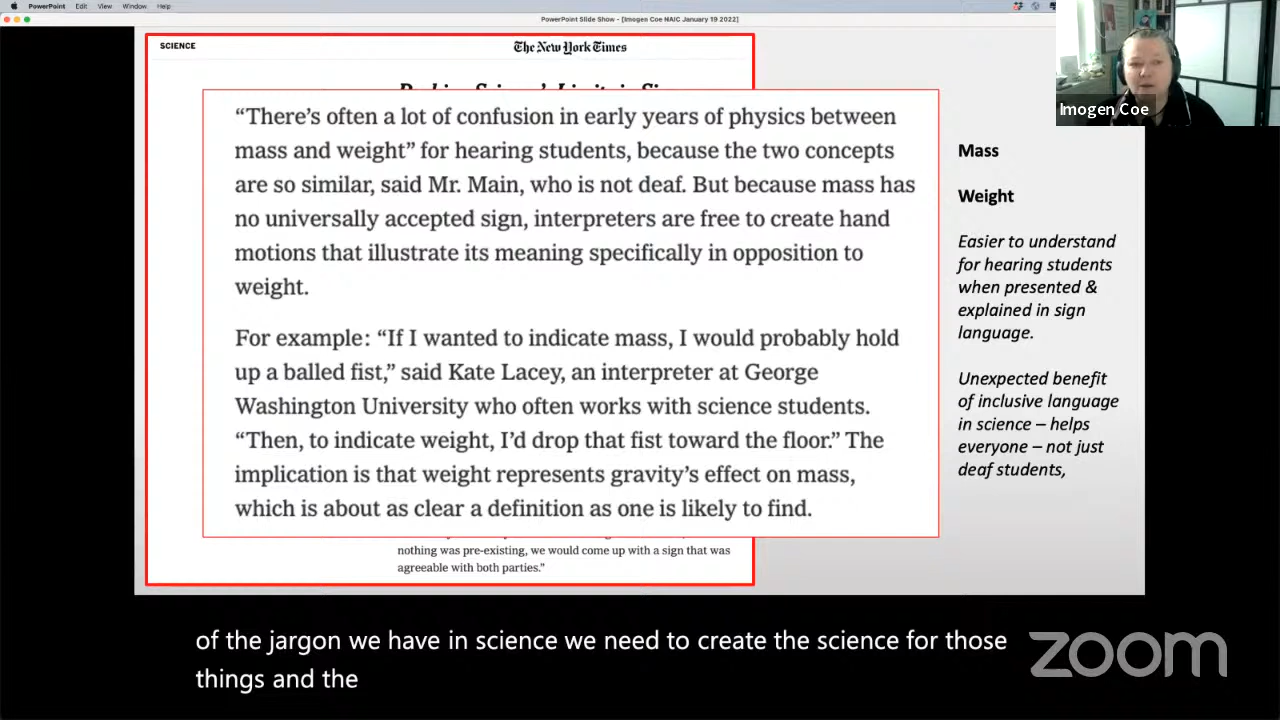 PowerPoint Edit View Window Help
PowerPoint Slide Show - [Imogen Coe NAIC January 19 2022]
SCIENCE
The New York Times
“There’s often a lot of confusion in early years of physics between
mass and weight” for hearing students, because the two concepts
are so similar, said Mr. Main, who is not deaf. But because mass has
no universally accepted sign, interpreters are free to create hand
motions that illustrate its meaning specifically in opposition to
weight.
For example: “If I wanted to indicate mass, I would probably hold
up a balled fist,” said Kate Lacey, an interpreter at George
Washington University who often works with science students.
“Then, to indicate weight, I’d drop that fist toward the floor.” The
implication is that weight represents gravity’s effect on mass,
which is about as clear a definition as one is likely to find.
nothing was pre-existing, we would come up with a sign that was
agreeable with both parties.”
Imogen Coe
Mass
Weight
Easier to understand
for hearing students
when presented &
explained in sign
language.
Unexpected benefit
of inclusive language
in science – helps
everyone – not just
deaf students,
of the jargon we have in science we need to create the science for those
things and the
zoom